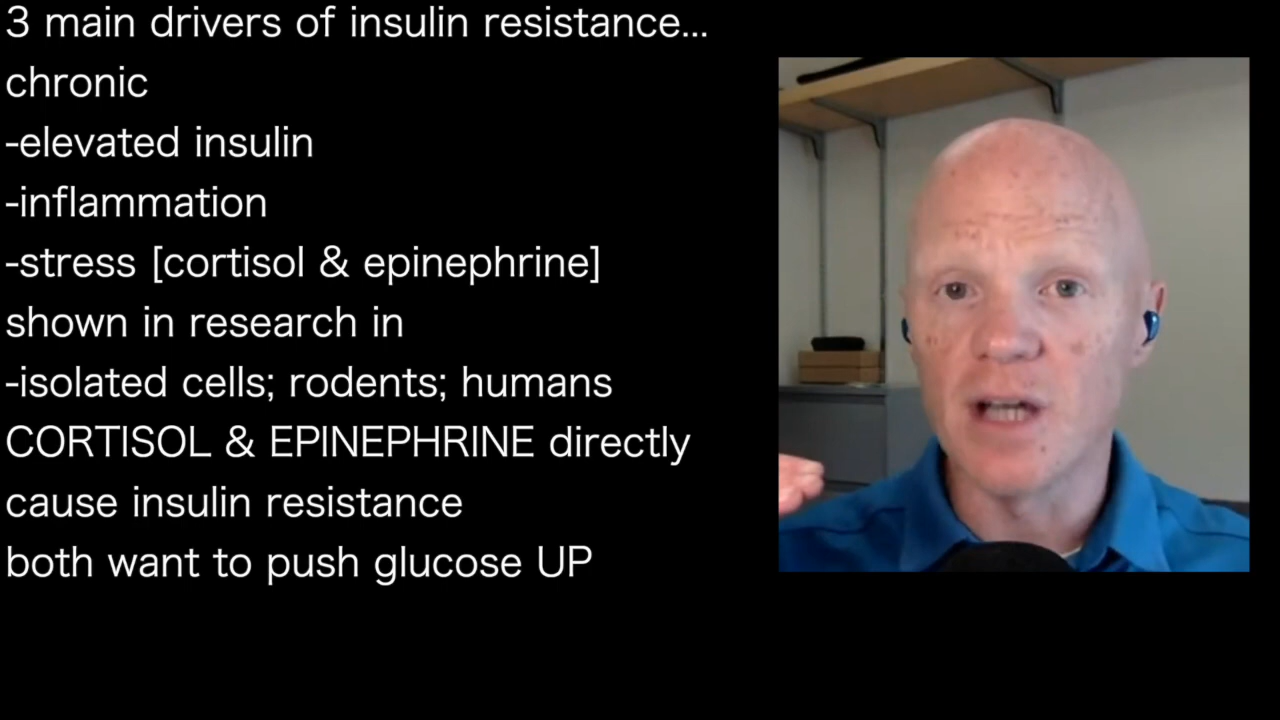 3 main drivers of insulin resistance...
chronic
-elevated insulin
-inflammation
-stress [cortisol & epinephrine]
shown in research in
-isolated cells; rodents; humans
CORTISOL & EPINEPHRINE directly
cause insulin resistance
both want to push glucose UP